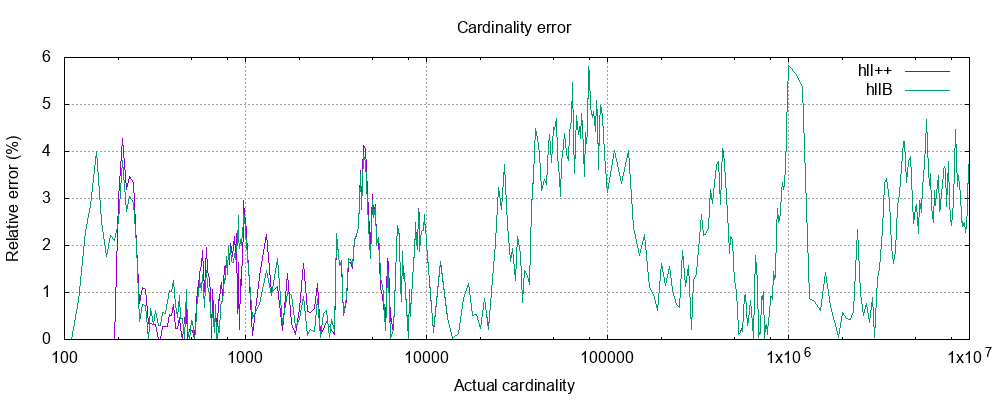 Cardinality error
Relative error (%)
6
5
4
3
2
1
0
hll++
hllB
100 1000 10000 100000 1x10^6 1x10^7
Actual cardinality